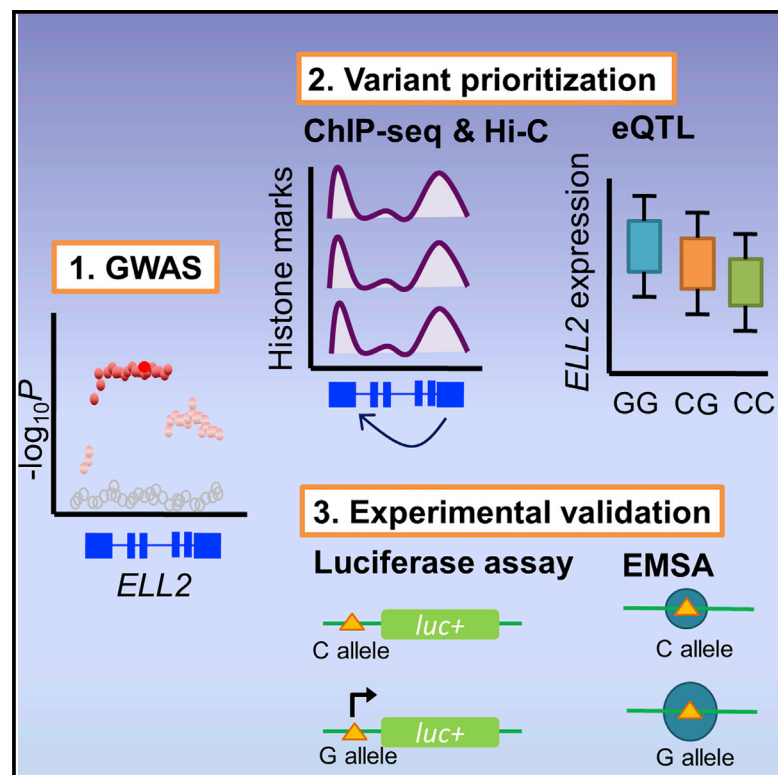 1. GWAS
-log10P
ELL2
2. Variant prioritization
ChIP-seq & Hi-C
Histone marks
eQTL
ELL2 expression
GG CG CC
3. Experimental validation
Luciferase assay
luc+
C allele
luc+
G allele
EMSA
C allele
G allele